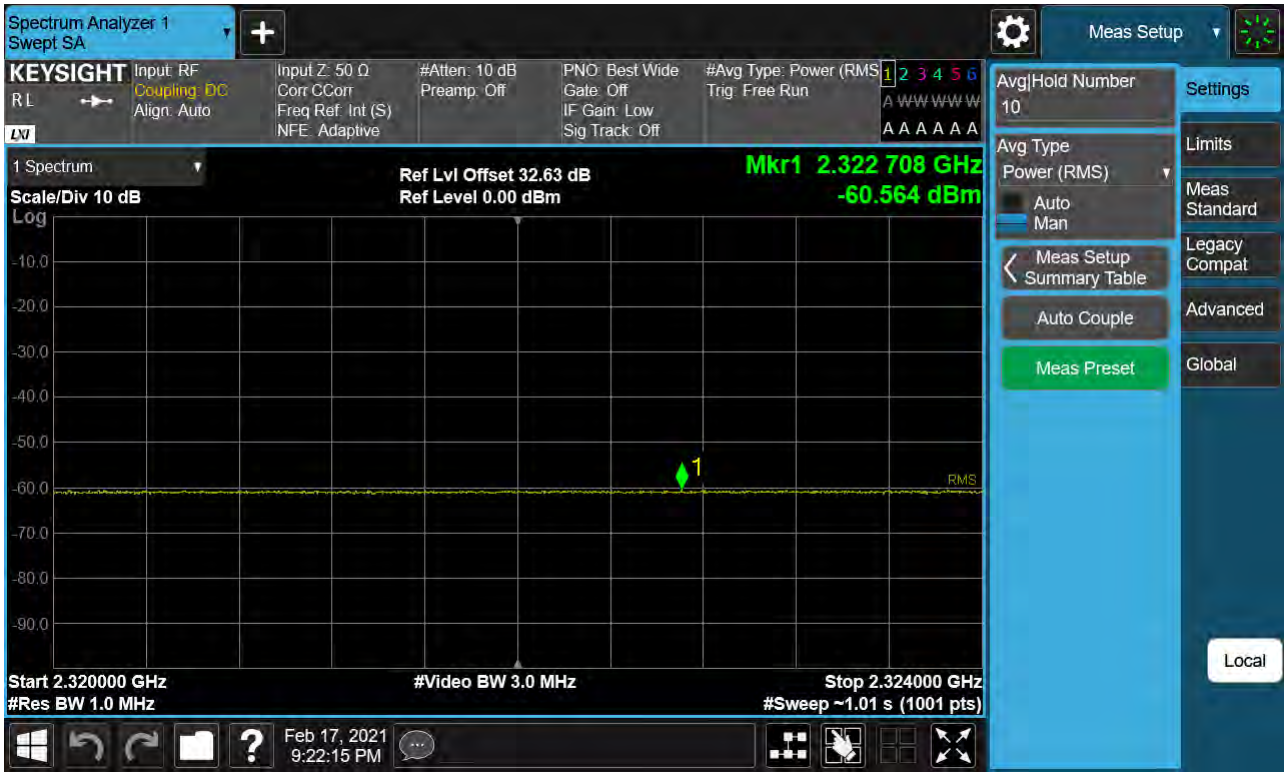 Spectrum Analyzer 1
Swept SA
Meas Setup
KEYSIGHT
RL
LXI
Input: RF
Coupling: DC
Align: Auto
Input Z: 50 Ω
Corr CCorr
Freq Ref: Int (S)
NFE: Adaptive
#Atten: 10 dB
Preamp: Off
PNO: Best Wide
Gate: Off
IF Gain: Low
Sig Track: Off
#Avg Type: Power (RMS
Trig: Free Run
1 2 3 4 5 6
A W W W W W
A A A A A A
1 Spectrum
Scale/Div 10 dB
Log
Ref Lvl Offset 32.63 dB
Ref Level 0.00 dBm
Mkr1 2.322 708 GHz
-60.564 dBm
-10.0
-20.0
-30.0
-40.0
-50.0
-60.0
-70.0
-80.0
-90.0
1
RMS
Start 2.320000 GHz
#Res BW 1.0 MHz
#Video BW 3.0 MHz
Stop 2.324000 GHz
#Sweep ~1.01 s (1001 pts)
Avg|Hold Number
10
Avg Type
Power (RMS)
Auto
Man
Meas Setup
Summary Table
Auto Couple
Meas Preset
Settings
Limits
Meas
Standard
Legacy
Compat
Advanced
Global
Local
?
Feb 17, 2021
9:22:15 PM